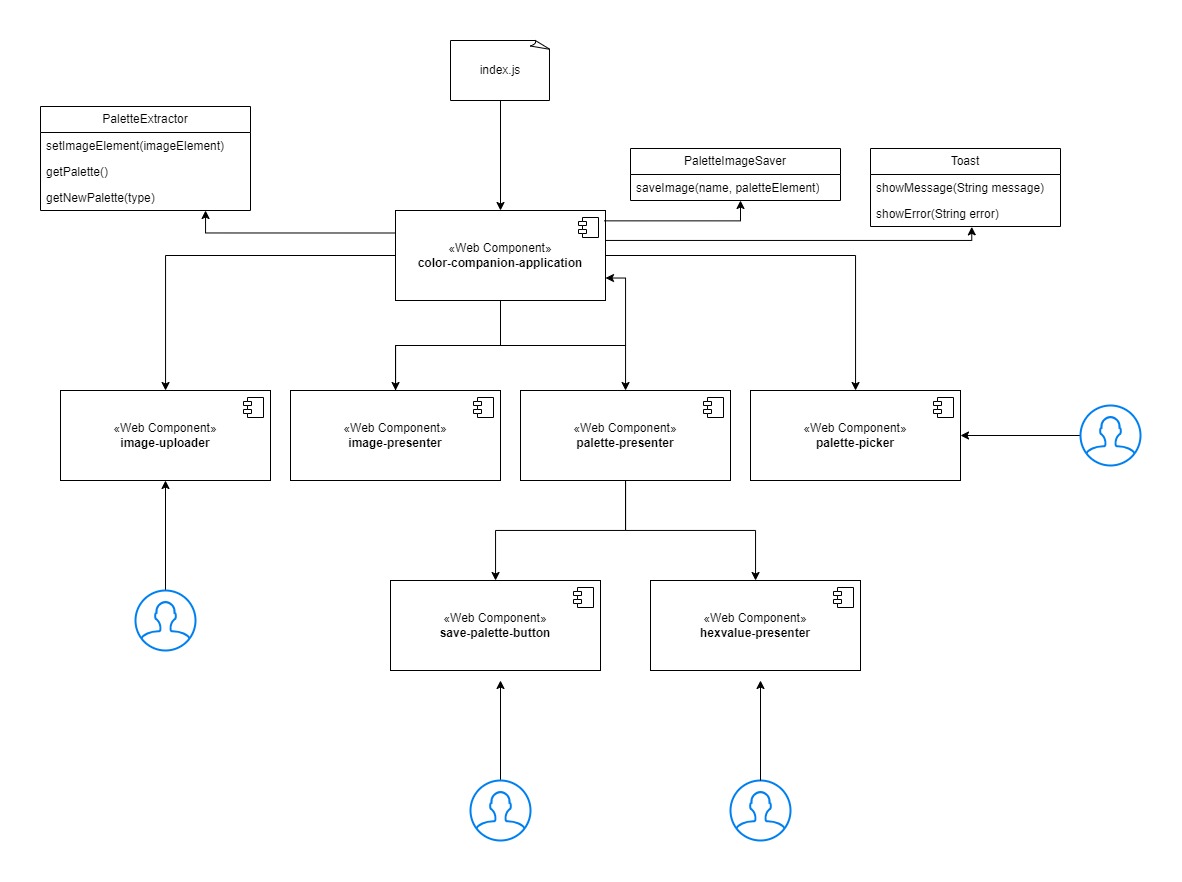 index.js
PaletteExtractor
setImageElement(imageElement)
getPalette()
getNewPalette(type)
PaletteImageSaver
saveImage(name, paletteElement)
Toast
showMessage(String message)
showError(String error)
«Web Component»
color-companion-application
«Web Component»
image-uploader
«Web Component»
image-presenter
«Web Component»
palette-presenter
«Web Component»
palette-picker
«Web Component»
save-palette-button
«Web Component»
hexvalue-presenter